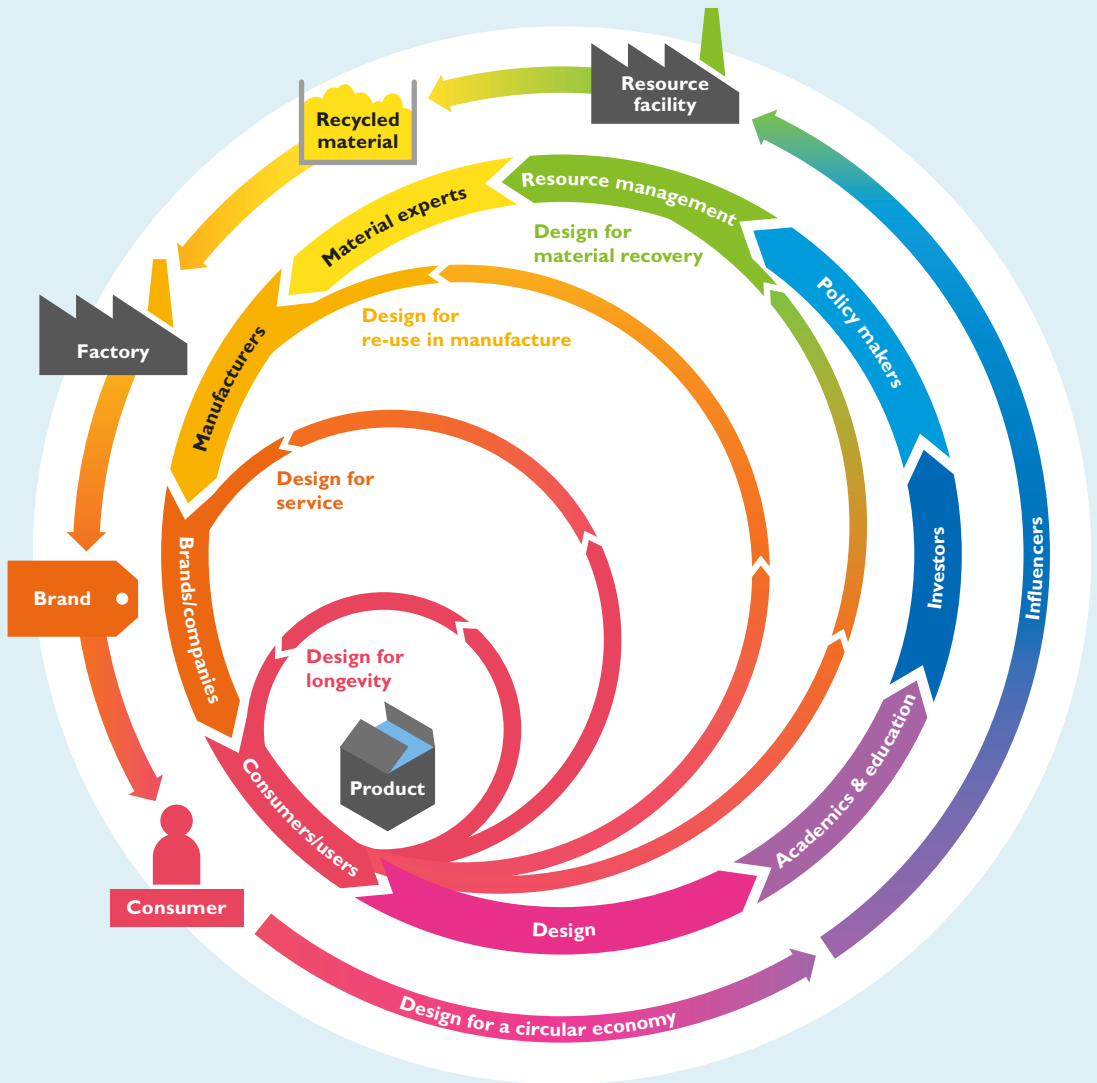 Resource
facility
Recycled
material
Resource management
Material experts
Design for
material recovery
Policy makers
Design for
re-use in manufacture
Factory
Manufacturers
Design for
service
Influencers
Investors
Brands/companies
Brand
Design for
longevity
Product
Consumers/users
Academics & education
Consumer
Design
Design for a circular economy